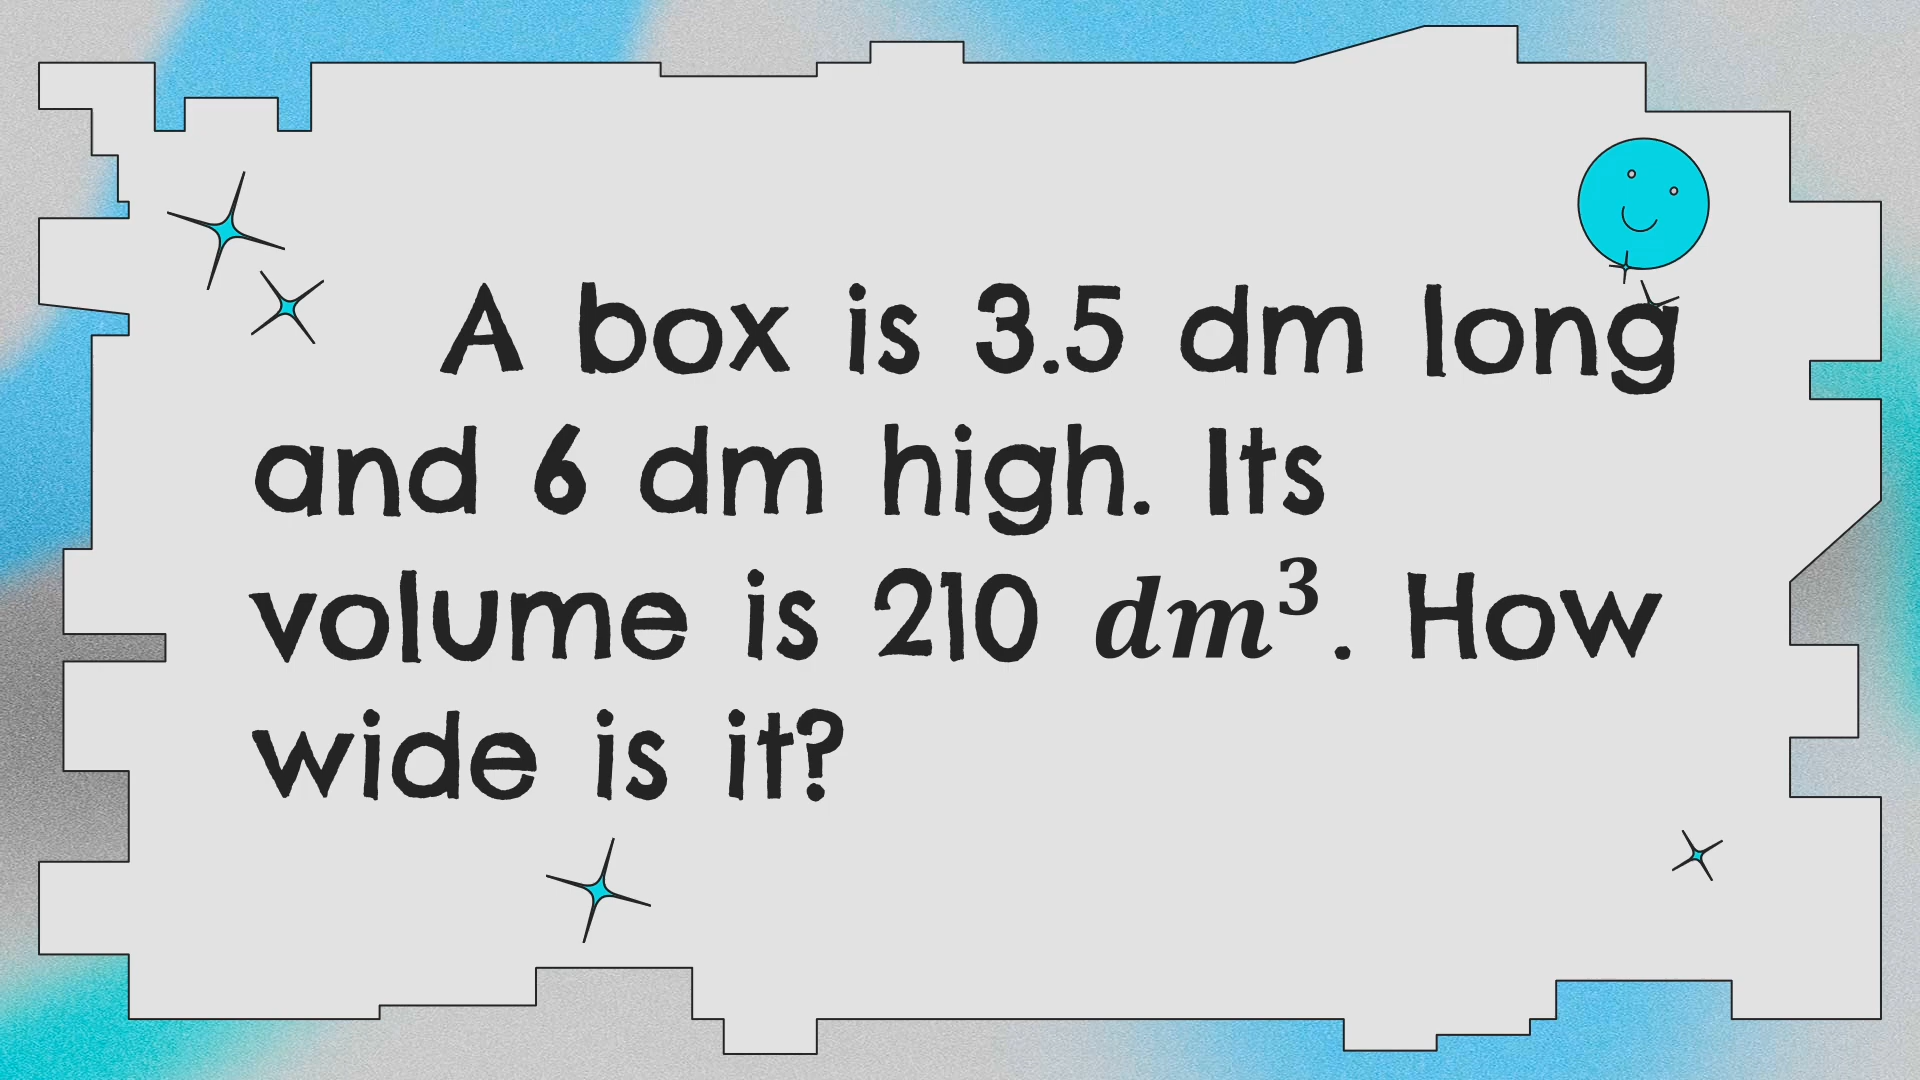 A box is 3.5 dm long
and 6 dm high. Its
volume is 210 dm³. How
wide is it?